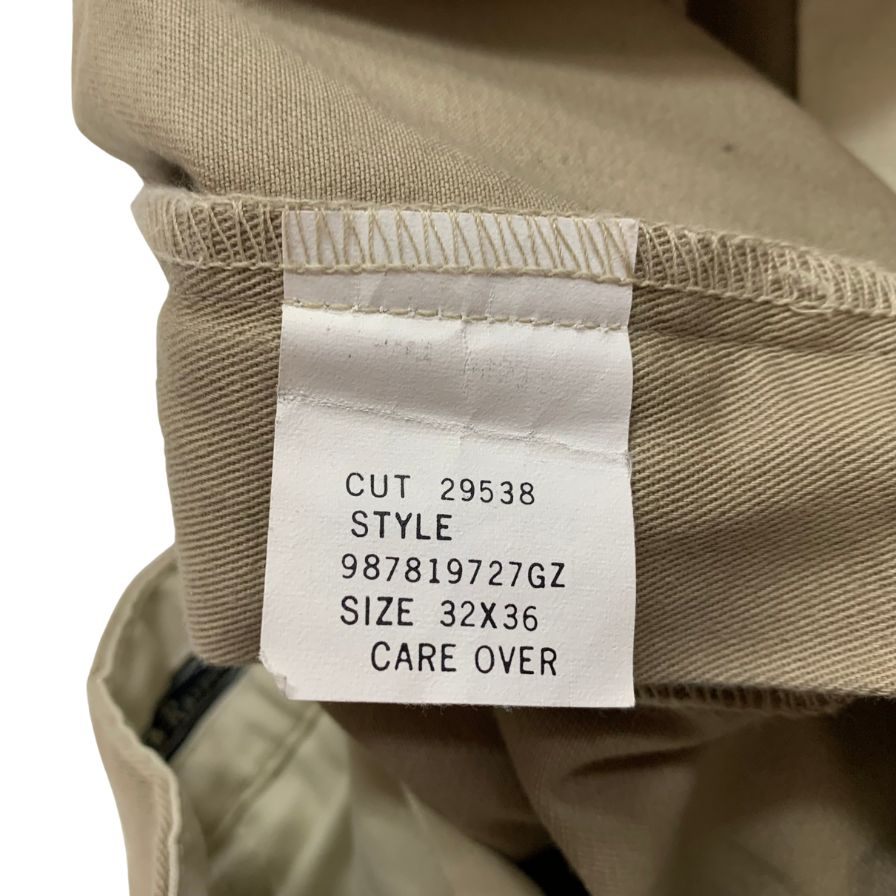 CUT 29538
STYLE
987819727GZ
SIZE 32X36
CARE OVER